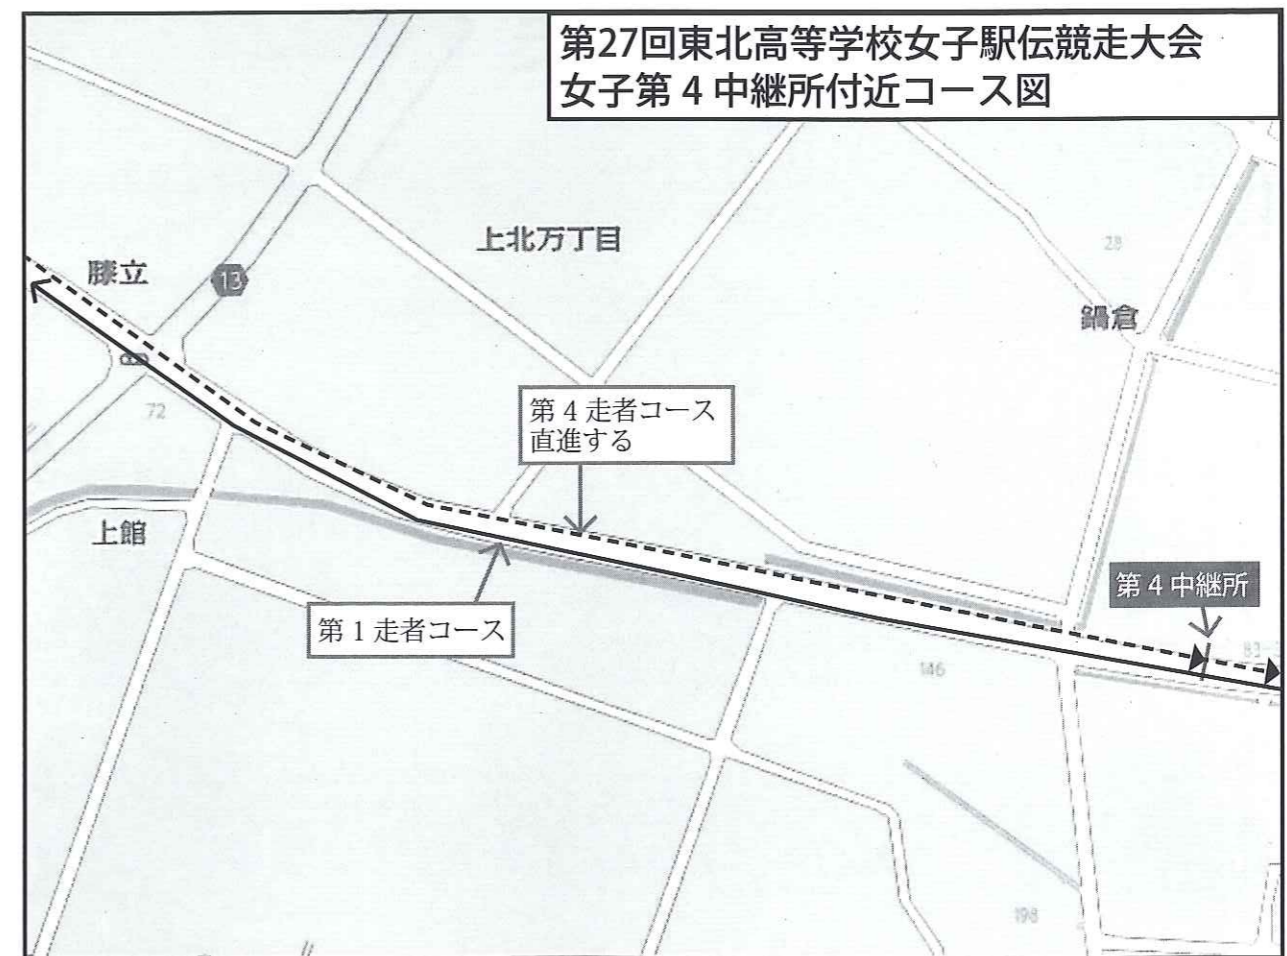 第27回東北高等学校女子駅伝競走大会
女子第4中継所付近コース図
上北万丁目
膝立
13
28
鍋倉
72
第4走者コース
直進する
上館
第4中継所
第1走者コース
83
146
198